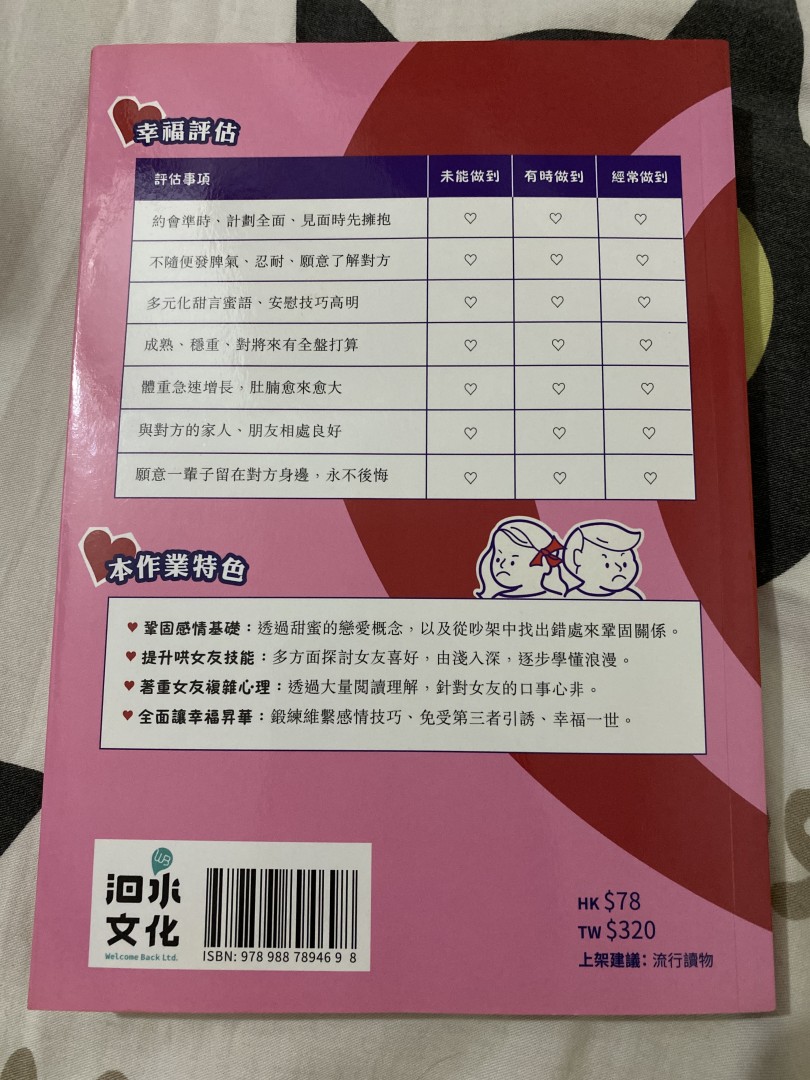 幸福評估
評估事項 未能做到 有時做到 經常做到
約會準時、計劃全面、見面時先擁抱 ♡ ♡ ♡
不隨便發脾氣、忍耐、願意了解對方 ♡ ♡ ♡
多元化甜言蜜語、安慰技巧高明 ♡ ♡ ♡
成熟、穩重、對將來有全盤打算 ♡ ♡ ♡
體重急速增長，肚腩愈來愈大 ♡ ♡ ♡
與對方的家人、朋友相處良好 ♡ ♡ ♡
願意一輩子留在對方身邊，永不後悔 ♡ ♡ ♡
本作業特色
♥ 鞏固感情基礎：透過甜蜜的戀愛概念，以及從吵架中找出錯處來鞏固關係。
♥ 提升哄女友技能：多方面探討女友喜好，由淺入深，逐步學懂浪漫。
♥ 著重女友複雜心理：透過大量閱讀理解，針對女友的口事心非。
♥ 全面讓幸福昇華：鍛練維繫感情技巧、免受第三者引誘、幸福一世。
WB
洄水
文化
Welcome Back Ltd.
ISBN: 978 988 78946 9 8
HK $78
TW $320
上架建議：流行讀物